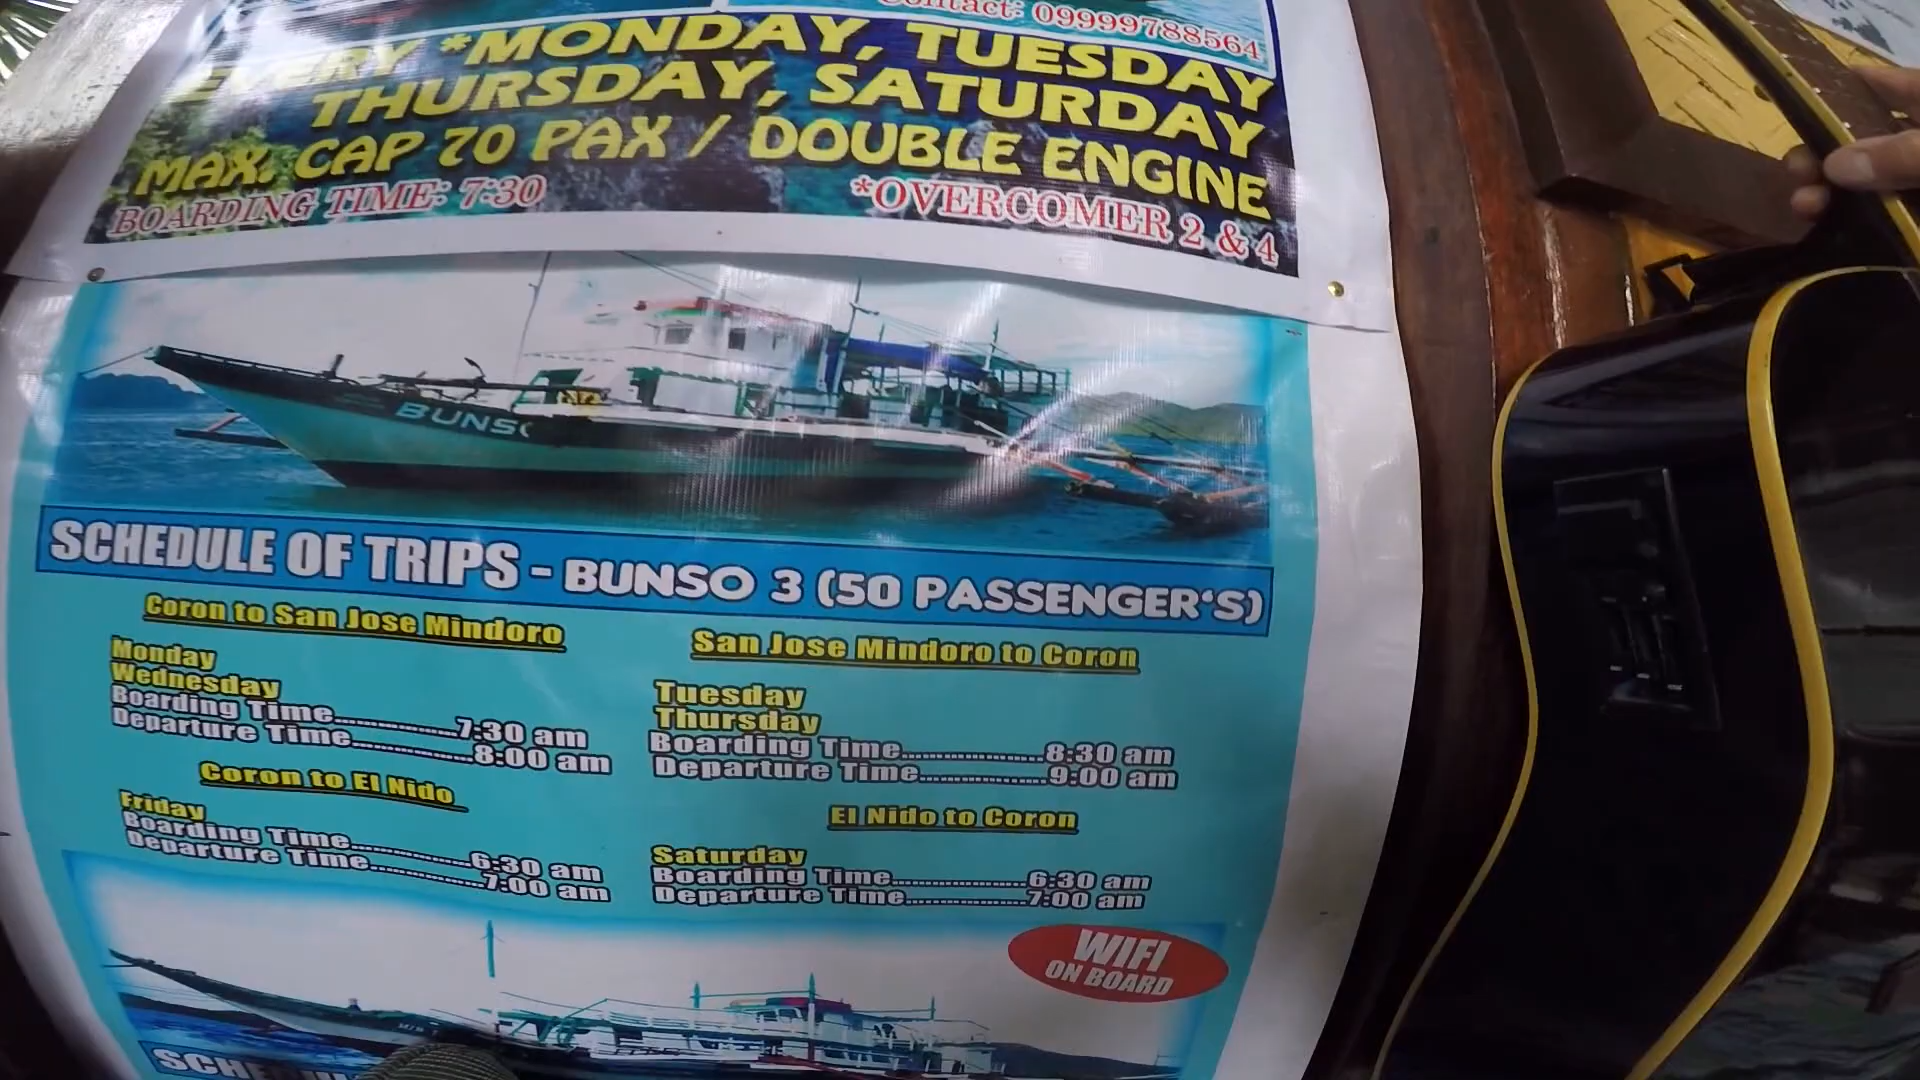 Contact: 09999788564
EVERY *MONDAY, TUESDAY
THURSDAY, SATURDAY
MAX. CAP 70 PAX / DOUBLE ENGINE
BOARDING TIME: 7:30
*OVERCOMER 2 & 4
BUNSO
SCHEDULE OF TRIPS - BUNSO 3 (50 PASSENGER'S)
Coron to San Jose Mindoro
Monday
Wednesday
Boarding Time..................7:30 am
Departure Time..................8:00 am
San Jose Mindoro to Coron
Tuesday
Thursday
Boarding Time.....................8:30 am
Departure Time...................9:00 am
Coron to El Nido
Friday
Boarding Time..................6:30 am
Departure Time.................7:00 am
El Nido to Coron
Saturday
Boarding Time....................6:30 am
Departure Time..................7:00 am
WIFI
ON BOARD